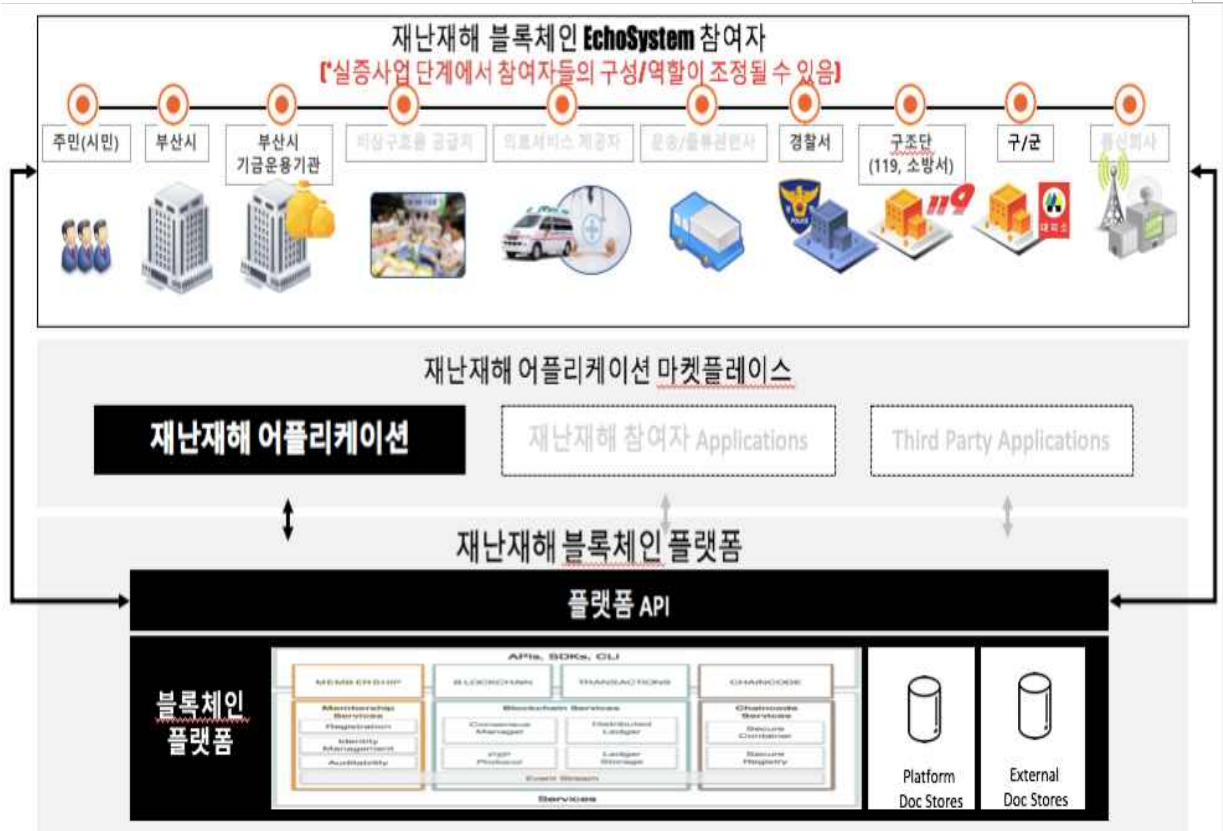 재난재해 블록체인 EchoSystem 참여자
(*실증사업 단계에서 참여자들의 구성/역할이 조정될 수 있음)
주민(시민)
부산시
부산시
기금운용기관
비상구호물 공급자
의료서비스 제공자
운송/물류관련사
경찰서
구조단
(119, 소방서)
구/군
통신회사
POLICE
119
대피소
재난재해 어플리케이션 마켓플레이스
재난재해 어플리케이션
재난재해 참여자 Applications
Third Party Applications
재난재해 블록체인 플랫폼
플랫폼 API
블록체인
플랫폼
APIs, SDKs, CLI
MEMBERSHIP
BLOCKCHAIN
TRANSACTIONS
CHAINCODE
Membership
Services
Registration
Identity
Management
Auditability
Blockchain Services
Consensus
Manager
Distributed
Ledger
P2P
Protocol
Ledger
Storage
Chaincode
Services
Secure
Container
Secure
Registry
Event Stream
Services
Platform
Doc Stores
External
Doc Stores